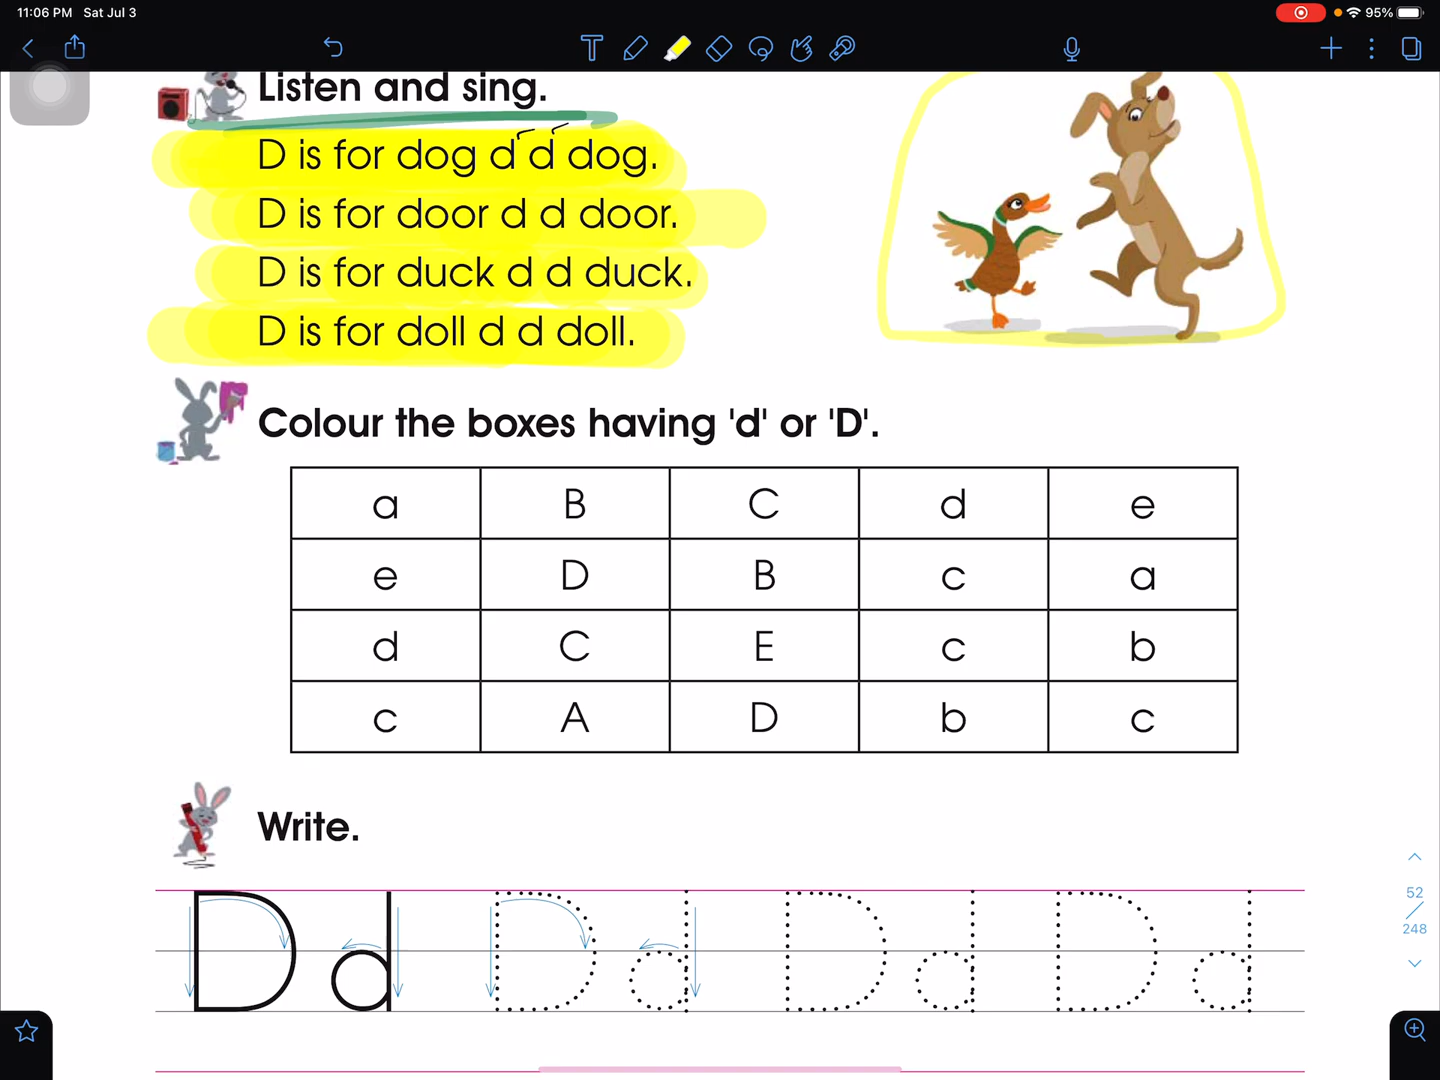 11:06 PM Sat Jul 3 95%
Listen and sing.
D is for dog d d dog.
D is for door d d door.
D is for duck d d duck.
D is for doll d d doll.
Colour the boxes having 'd' or 'D'.
a B C d e
e D B c a
d C E c b
c A D b c
Write.
52
248
D d D d D d D d